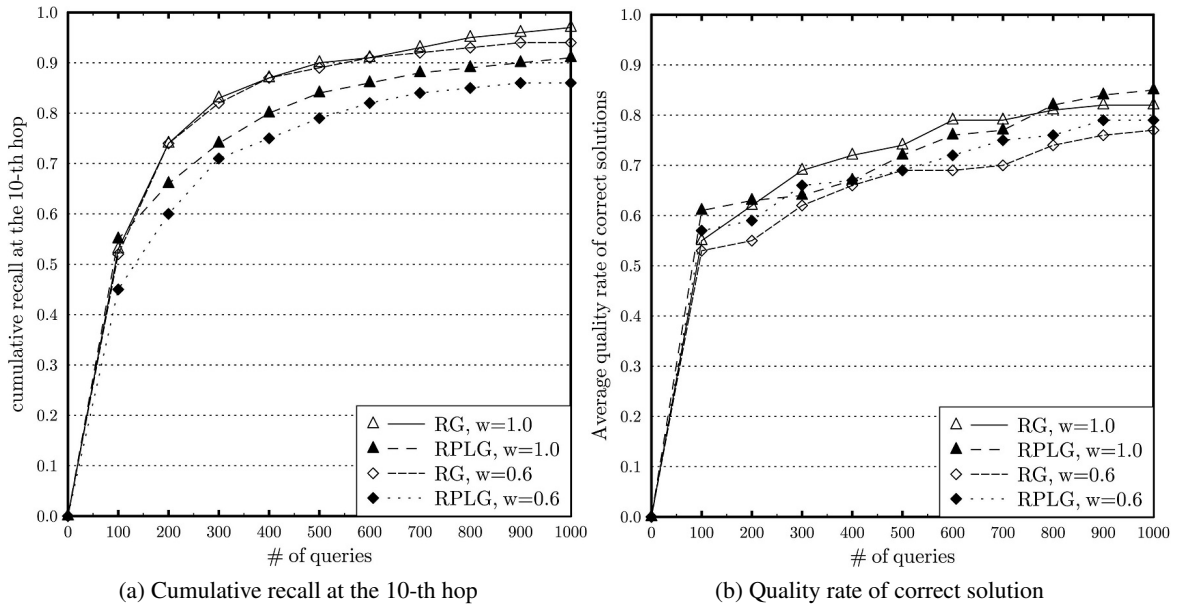 1.0
0.9
0.8
0.7
0.6
0.5
0.4
0.3
0.2
0.1
0.0
cumulative recall at the 10-th hop
0 100 200 300 400 500 600 700 800 900 1000
# of queries
RG, w=1.0
RPLG, w=1.0
RG, w=0.6
RPLG, w=0.6
(a) Cumulative recall at the 10-th hop
1.0
0.9
0.8
0.7
0.6
0.5
0.4
0.3
0.2
0.1
0.0
Average quality rate of correct solutions
0 100 200 300 400 500 600 700 800 900 1000
# of queries
RG, w=1.0
RPLG, w=1.0
RG, w=0.6
RPLG, w=0.6
(b) Quality rate of correct solution